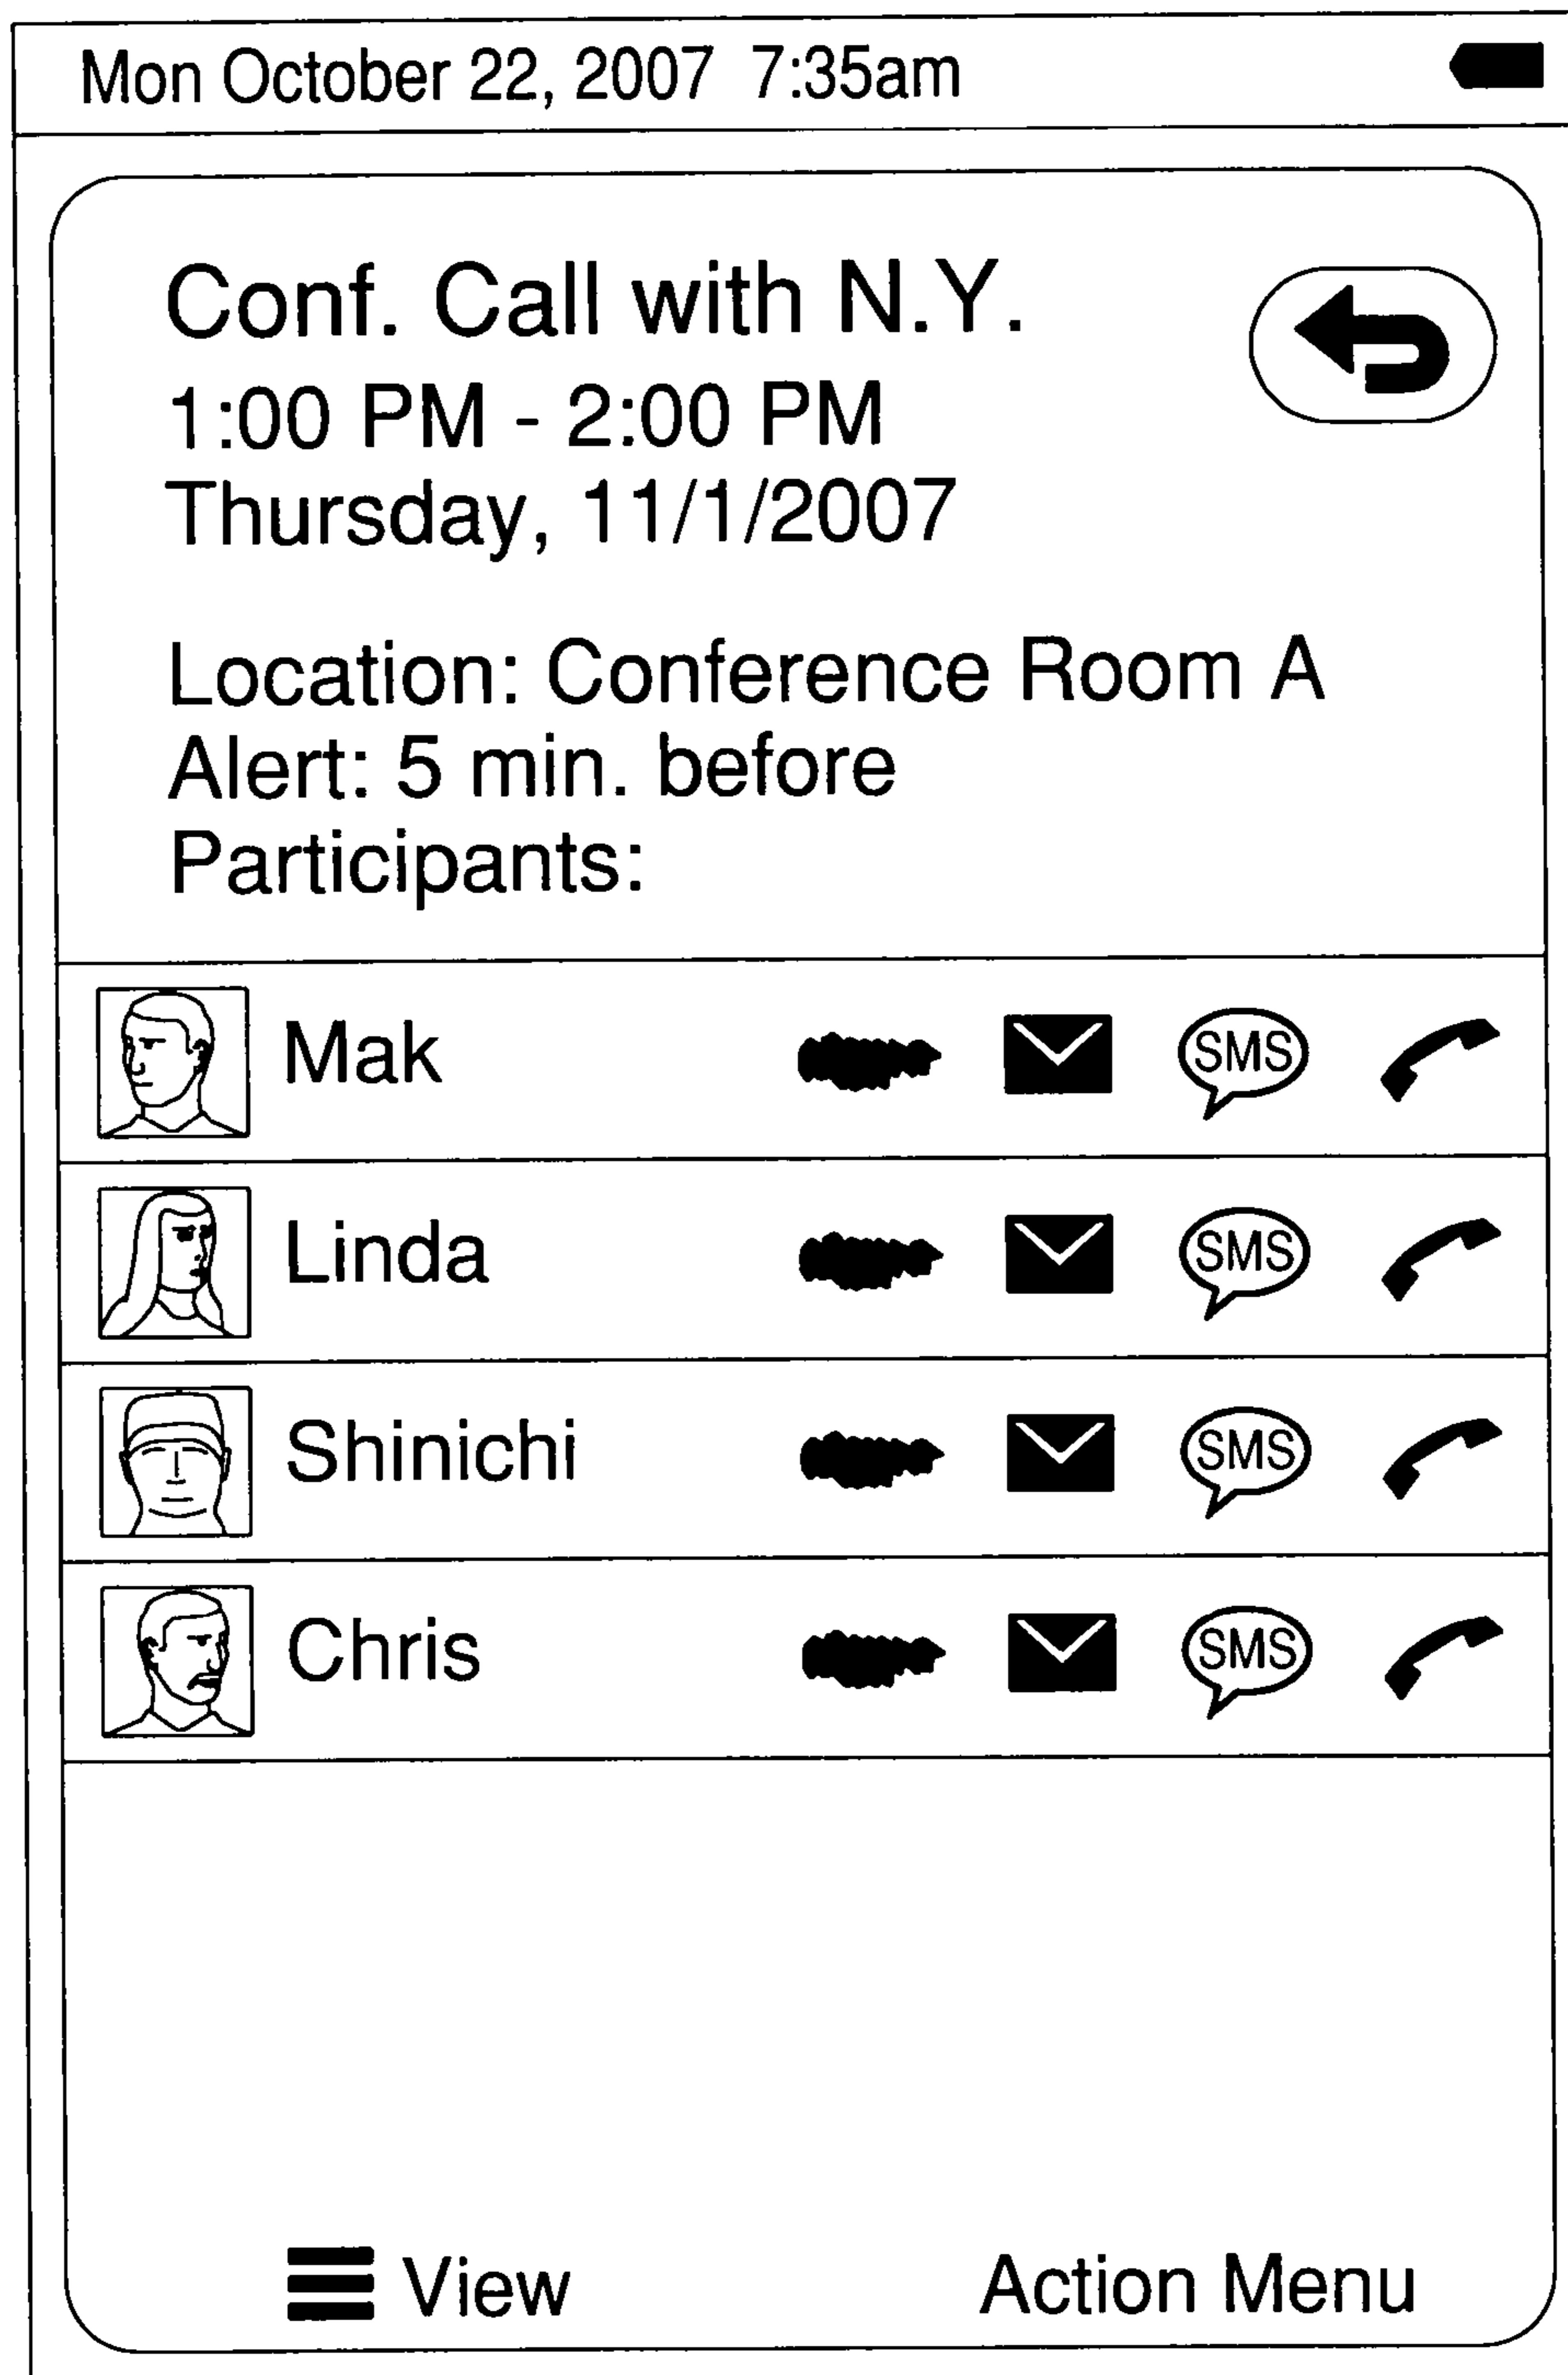 Mon October 22, 2007 7:35am
Conf. Call with N.Y.
1:00 PM - 2:00 PM
Thursday, 11/1/2007
Location: Conference Room A
Alert: 5 min. before
Participants:
Mak SMS
Linda SMS
Shinichi SMS
Chris SMS
View Action Menu